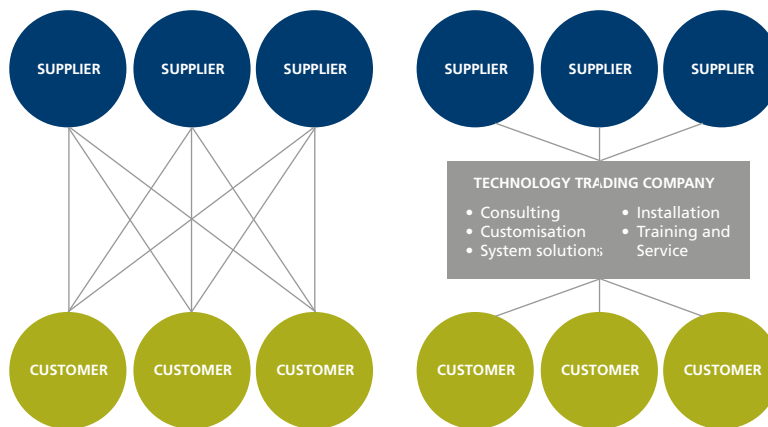 SUPPLIER SUPPLIER SUPPLIER SUPPLIER SUPPLIER SUPPLIER
TECHNOLOGY TRADING COMPANY
• Consulting
• Customisation
• System solutions
• Installation
• Training and
Service
CUSTOMER CUSTOMER CUSTOMER CUSTOMER CUSTOMER CUSTOMER